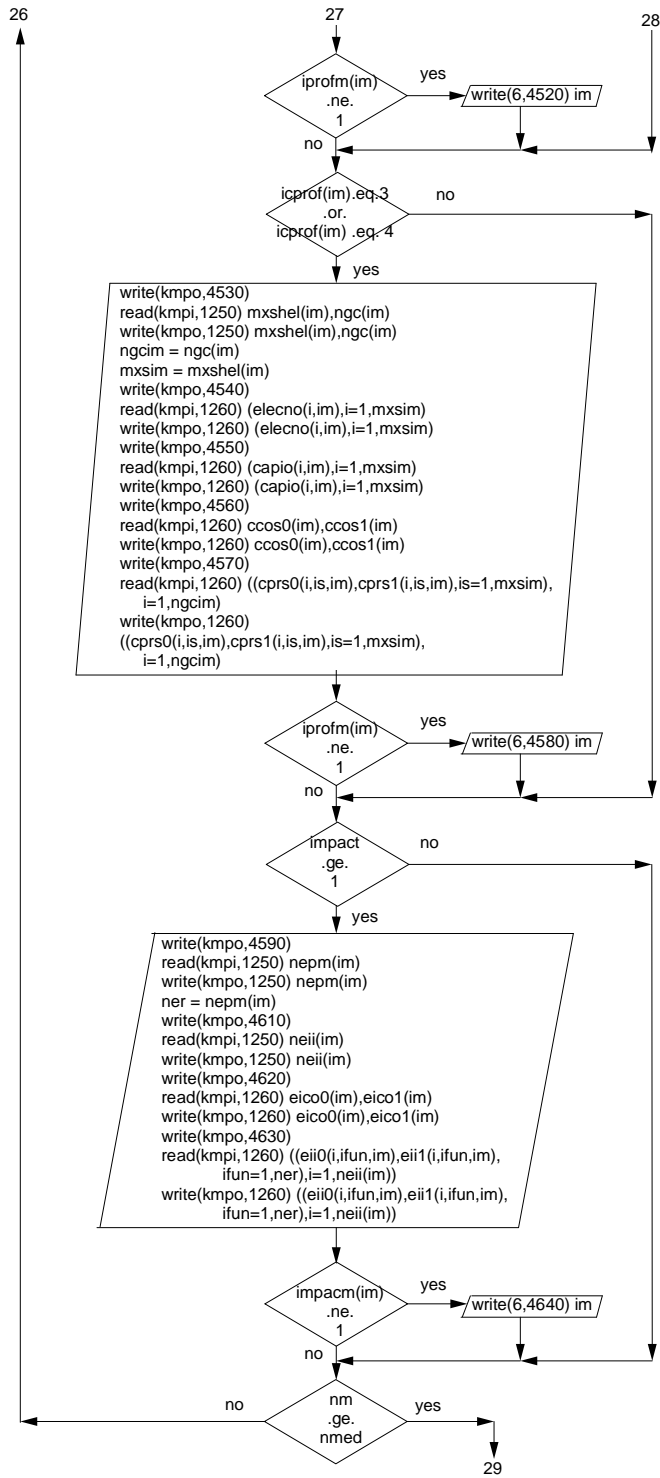 26
27
28
iprofm(im)
.ne.
1
yes
write(6,4520) im
no
icprof(im).eq.3
.or.
icprof(im) .eq. 4
no
yes
write(kmpo,4530)
read(kmpi,1250) mxshel(im),ngc(im)
write(kmpo,1250) mxshel(im),ngc(im)
ngcim = ngc(im)
mxsim = mxshel(im)
write(kmpo,4540)
read(kmpi,1260) (elecno(i,im),i=1,mxsim)
write(kmpo,1260) (elecno(i,im),i=1,mxsim)
write(kmpo,4550)
read(kmpi,1260) (capio(i,im),i=1,mxsim)
write(kmpo,1260) (capio(i,im),i=1,mxsim)
write(kmpo,4560)
read(kmpi,1260) ccos0(im),ccos1(im)
write(kmpo,1260) ccos0(im),ccos1(im)
write(kmpo,4570)
read(kmpi,1260) ((cprs0(i,is,im),cprs1(i,is,im),is=1,mxsim),
i=1,ngcim)
write(kmpo,1260)
((cprs0(i,is,im),cprs1(i,is,im),is=1,mxsim),
i=1,ngcim)
iprofm(im)
.ne.
1
yes
write(6,4580) im
no
impact
.ge.
1
no
yes
write(kmpo,4590)
read(kmpi,1250) nepm(im)
write(kmpo,1250) nepm(im)
ner = nepm(im)
write(kmpo,4610)
read(kmpi,1250) neii(im)
write(kmpo,1250) neii(im)
write(kmpo,4620)
read(kmpi,1260) eico0(im),eico1(im)
write(kmpo,1260) eico0(im),eico1(im)
write(kmpo,4630)
read(kmpi,1260) ((eii0(i,ifun,im),eii1(i,ifun,im),
ifun=1,ner),i=1,neii(im))
write(kmpo,1260) ((eii0(i,ifun,im),eii1(i,ifun,im),
ifun=1,ner),i=1,neii(im))
impacm(im)
.ne.
1
yes
write(6,4640) im
no
nm
.ge.
nmed
no
yes
29